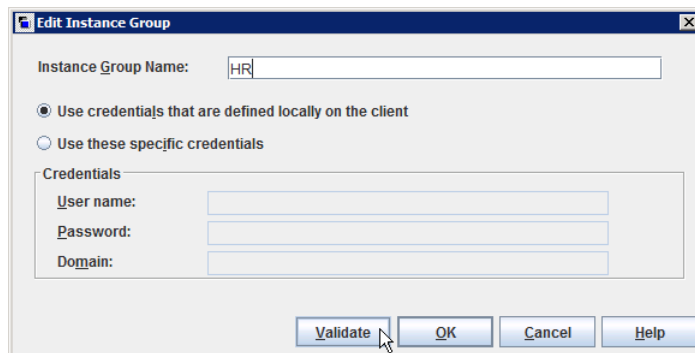 Edit Instance Group
Instance Group Name: HR
Use credentials that are defined locally on the client
Use these specific credentials
Credentials
User name:
Password:
Domain:
Validate OK Cancel Help